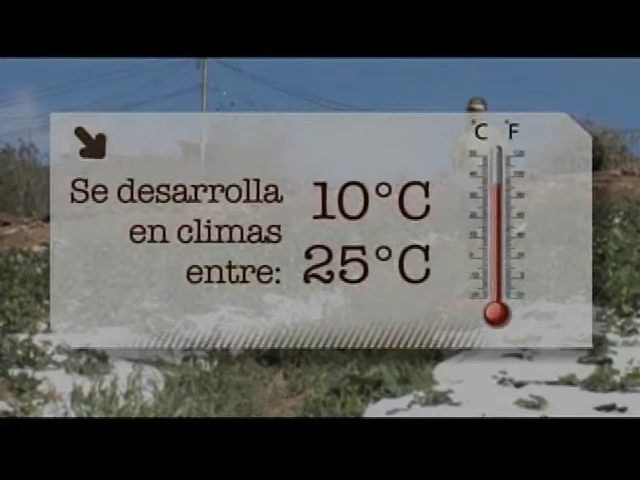 °C °F
Se desarrolla
en climas
entre:
10°C
25°C